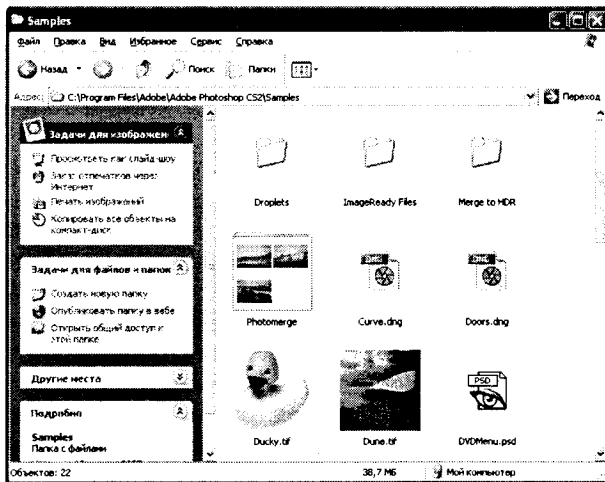 Samples
Файл Правка Вид Избранное Сервис Справка
Назад Поиск Папки
Адрес: C:\Program Files\Adobe\Adobe Photoshop CS2\Samples Переход
Задачи для изображен
Просмотреть как слайд-шоу
Заказ отпечатков через
Интернет
Печать изображений
Копировать все объекты на
компакт-диск
Задачи для файлов и папок
Создать новую папку
Опубликовать папку в вебе
Открыть общий доступ к
этой папке
Другие места
Подробно
Samples
Папка с файлами
Droplets
ImageReady Files
Merge to HDR
Photomerge
DNG
Curve.dng
DNG
Doors.dng
Ducky.tif
Dune.tif
PSD
DVDMenu.psd
Объектов: 22 38,7 МБ Мой компьютер